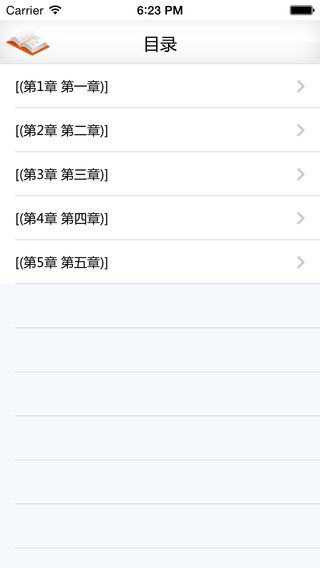 Carrier 6:23 PM
目录
[(第1章 第一章)]
[(第2章 第二章)]
[(第3章 第三章)]
[(第4章 第四章)]
[(第5章 第五章)]